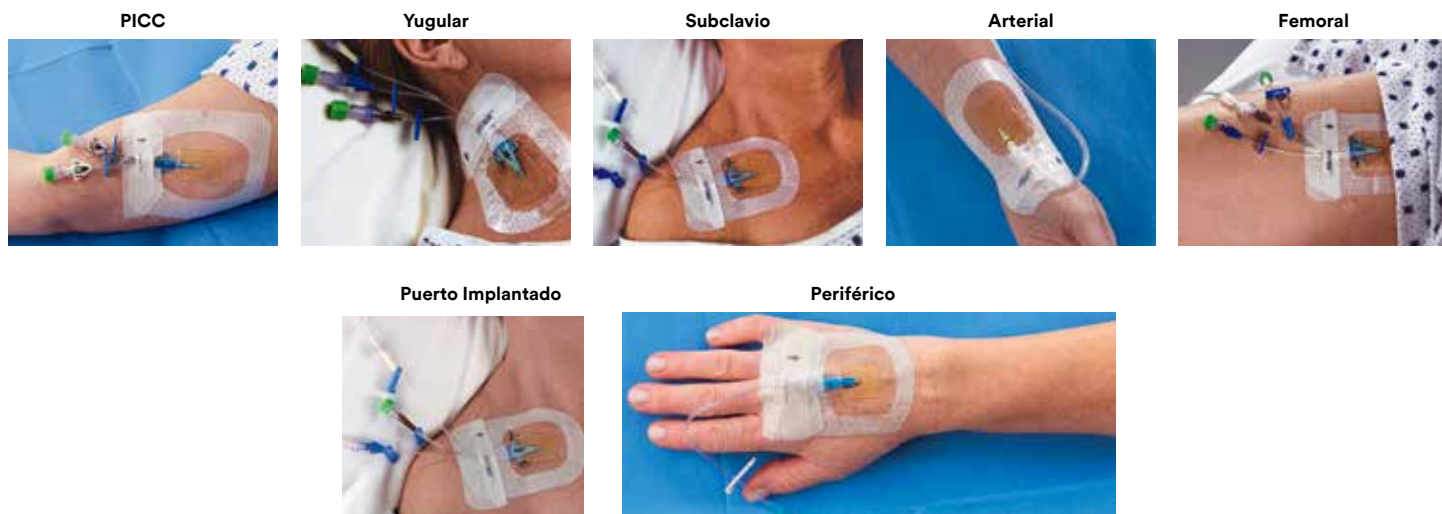 PICC
Yugular
Subclavio
Arterial
Femoral
Puerto Implantado
Periférico